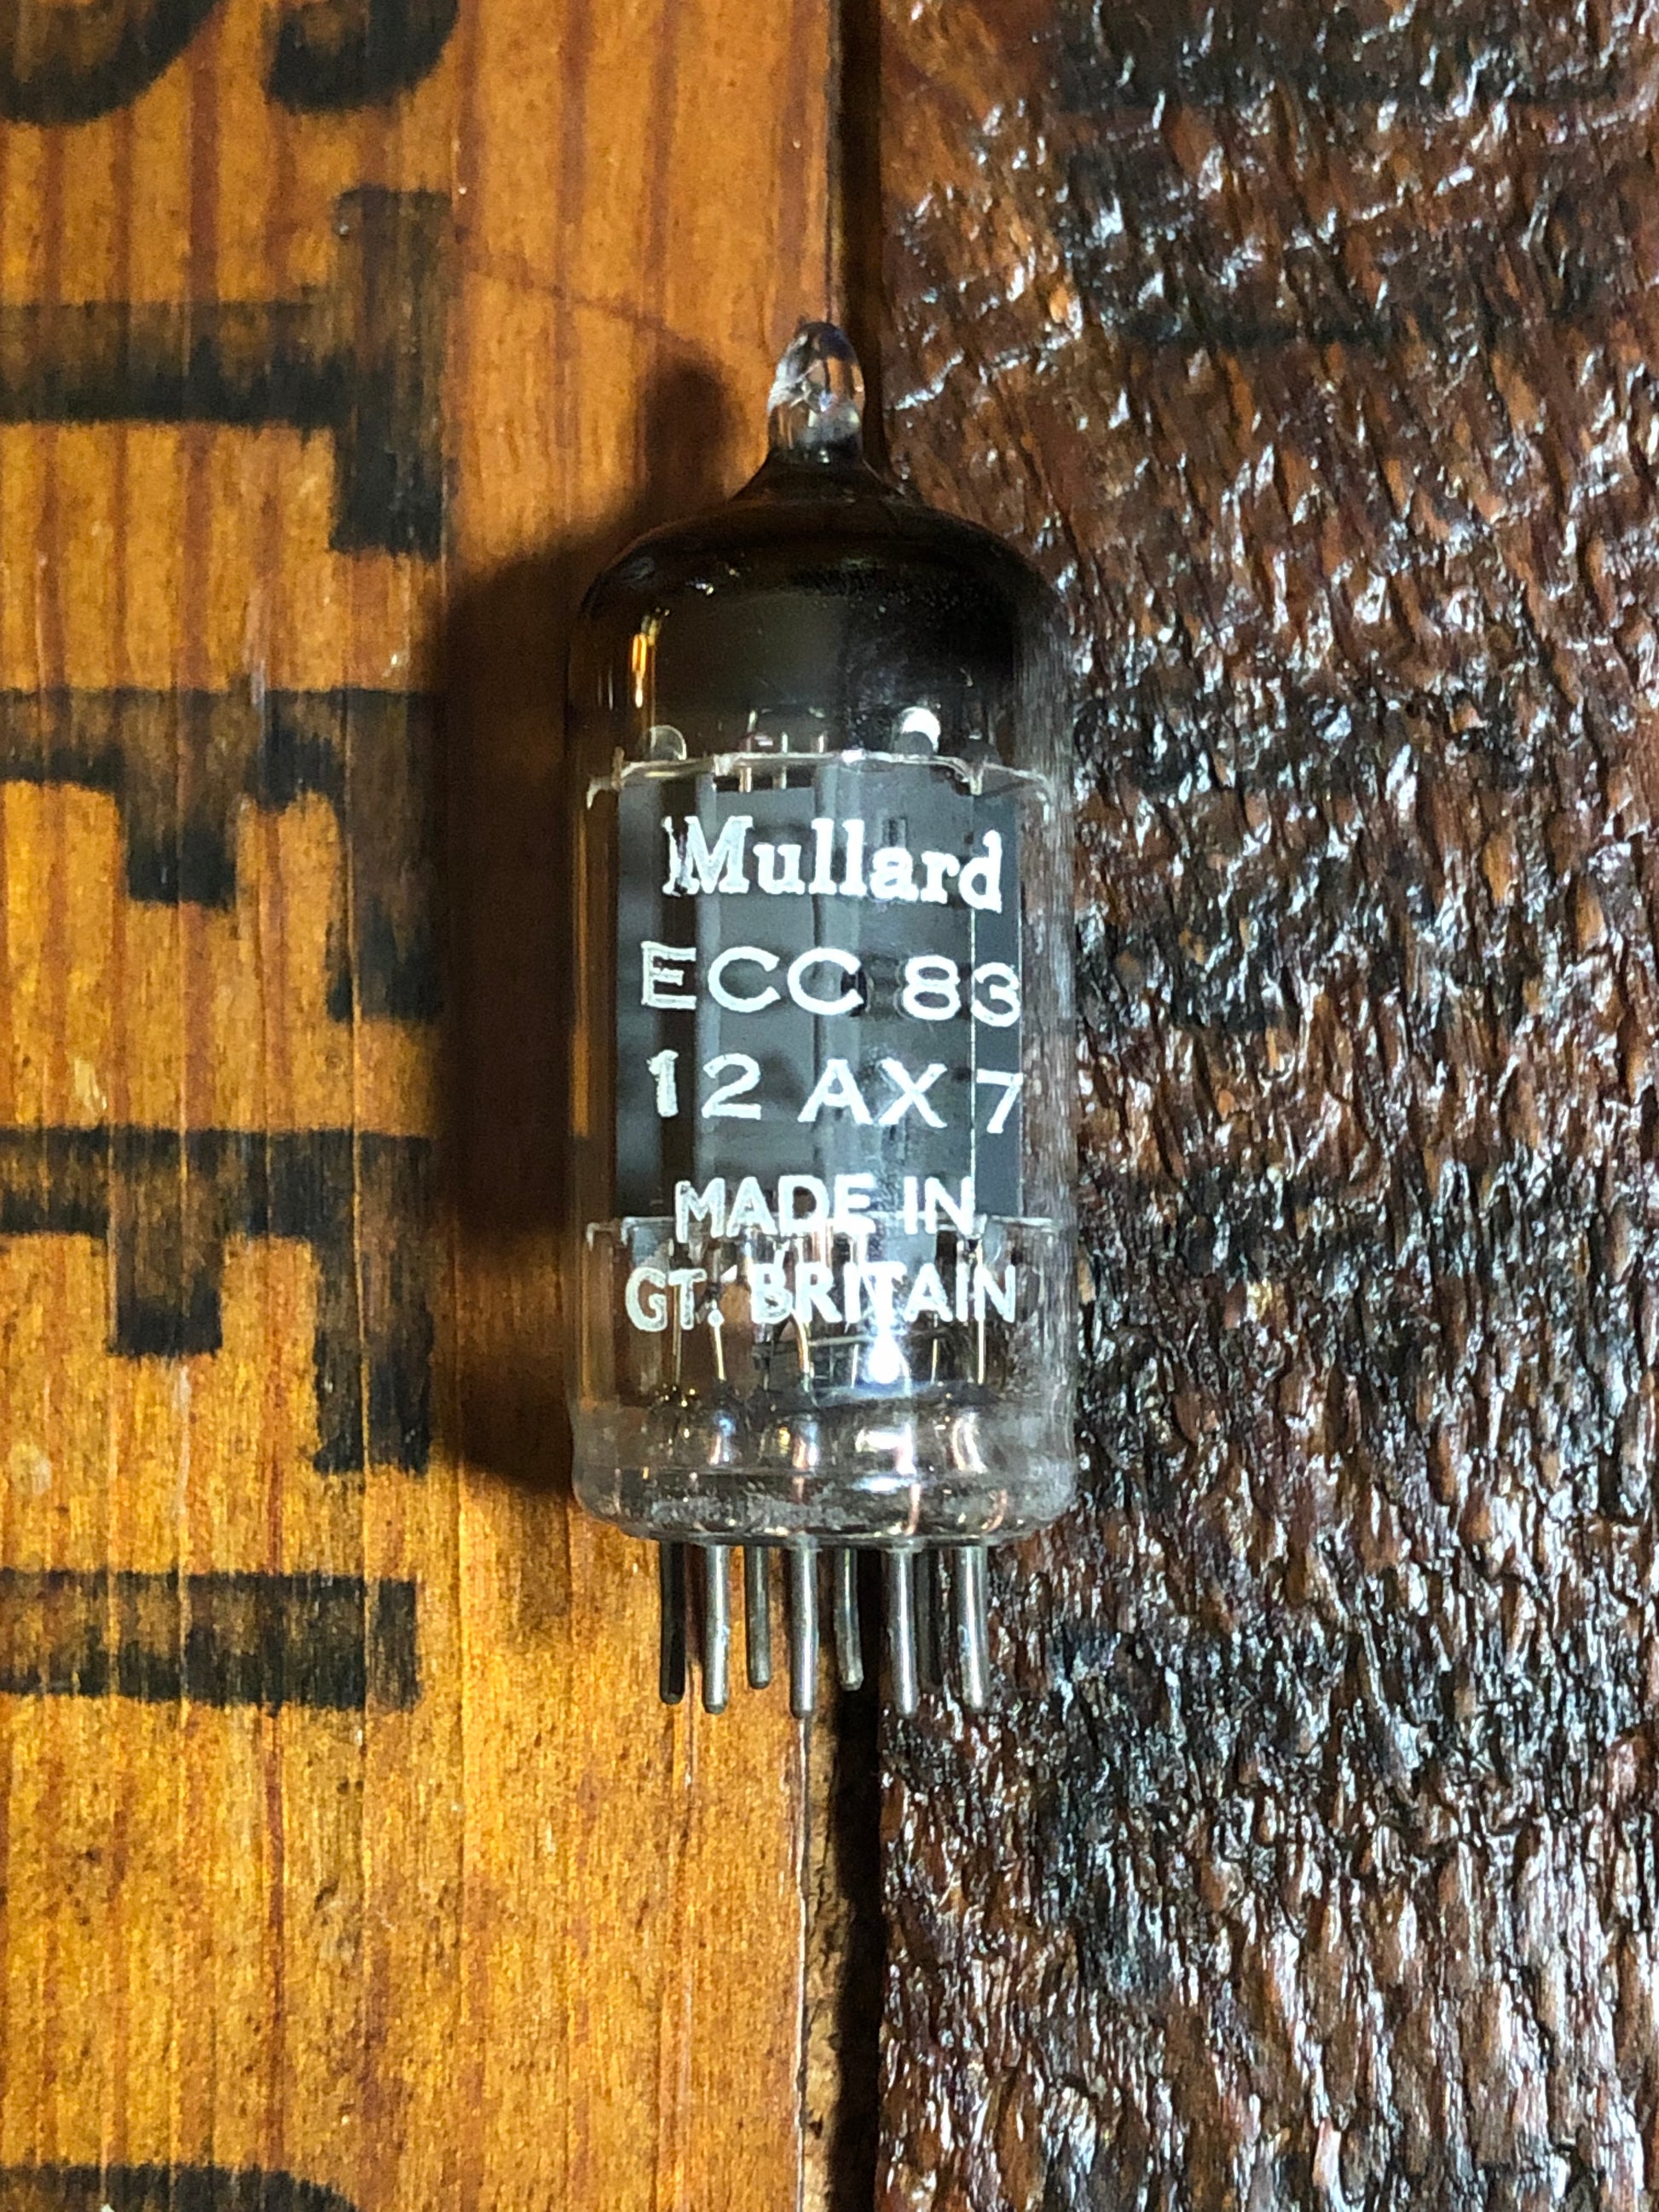 Mullard
ECC 83
12 AX 7
MADE IN
GT. BRITAIN